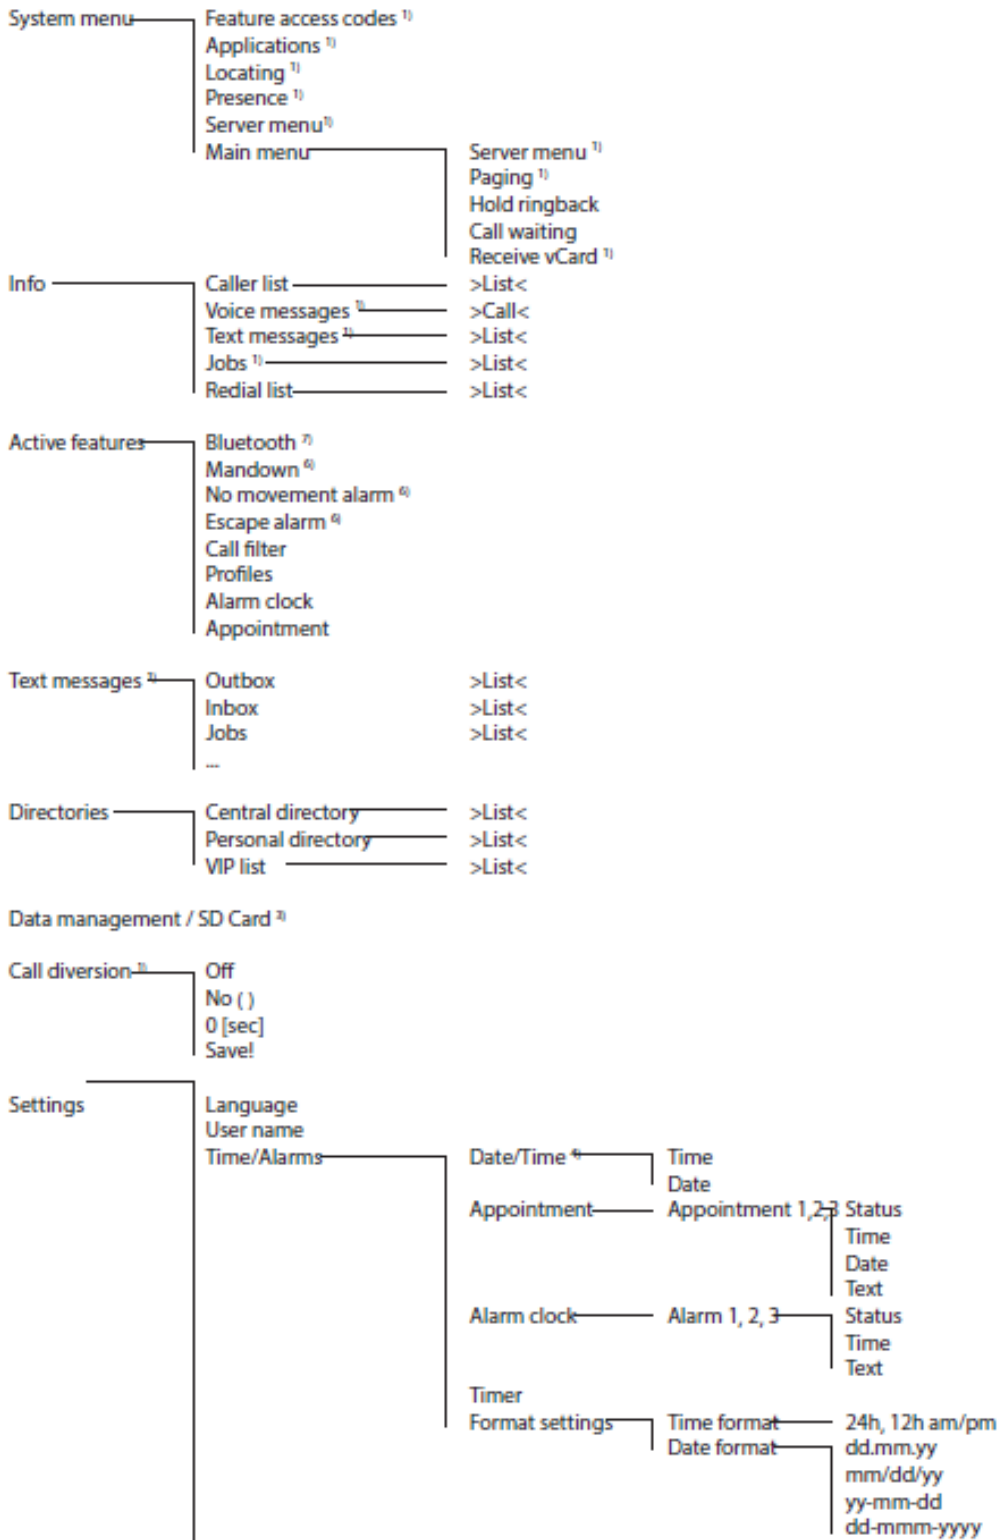 System menu Feature access codes 1)
Applications 1)
Locating 1)
Presence 1)
Server menu1)
Main menu Server menu 1)
Paging 1)
Hold ringback
Call waiting
Receive vCard 1)
Info Caller list >List<
Voice messages 1) >Call<
Text messages 1) >List<
Jobs 1) >List<
Redial list >List<
Active features Bluetooth 7)
Mandown 6)
No movement alarm 6)
Escape alarm 6)
Call filter
Profiles
Alarm clock
Appointment
Text messages Outbox >List<
Inbox >List<
Jobs >List<
...
Directories Central directory >List<
Personal directory >List<
VIP list >List<
Data management / SD Card 3)
Call diversion 1) Off
No ( )
0 [sec]
Save!
Settings Language
User name
Time/Alarms Date/Time 4) Time
Date
Appointment Appointment 1,2,3 Status
Time
Date
Text
Alarm clock Alarm 1, 2, 3 Status
Time
Text
Timer
Format settings Time format 24h, 12h am/pm
Date format dd.mm.yy
mm/dd/yy
yy-mm-dd
dd-mmm-yyyy